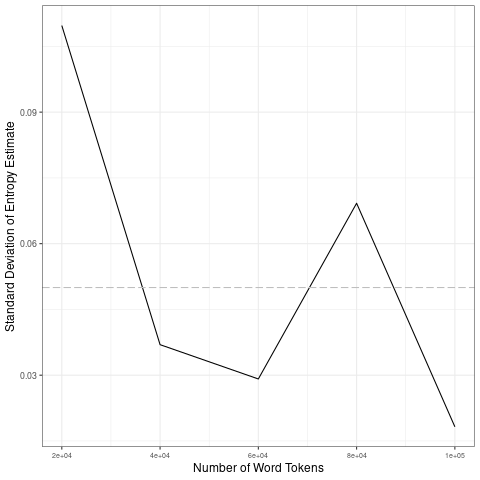 Standard Deviation of Entropy Estimate
0.09
0.06
0.03
2e+04 4e+04 6e+04 8e+04 1e+05
Number of Word Tokens